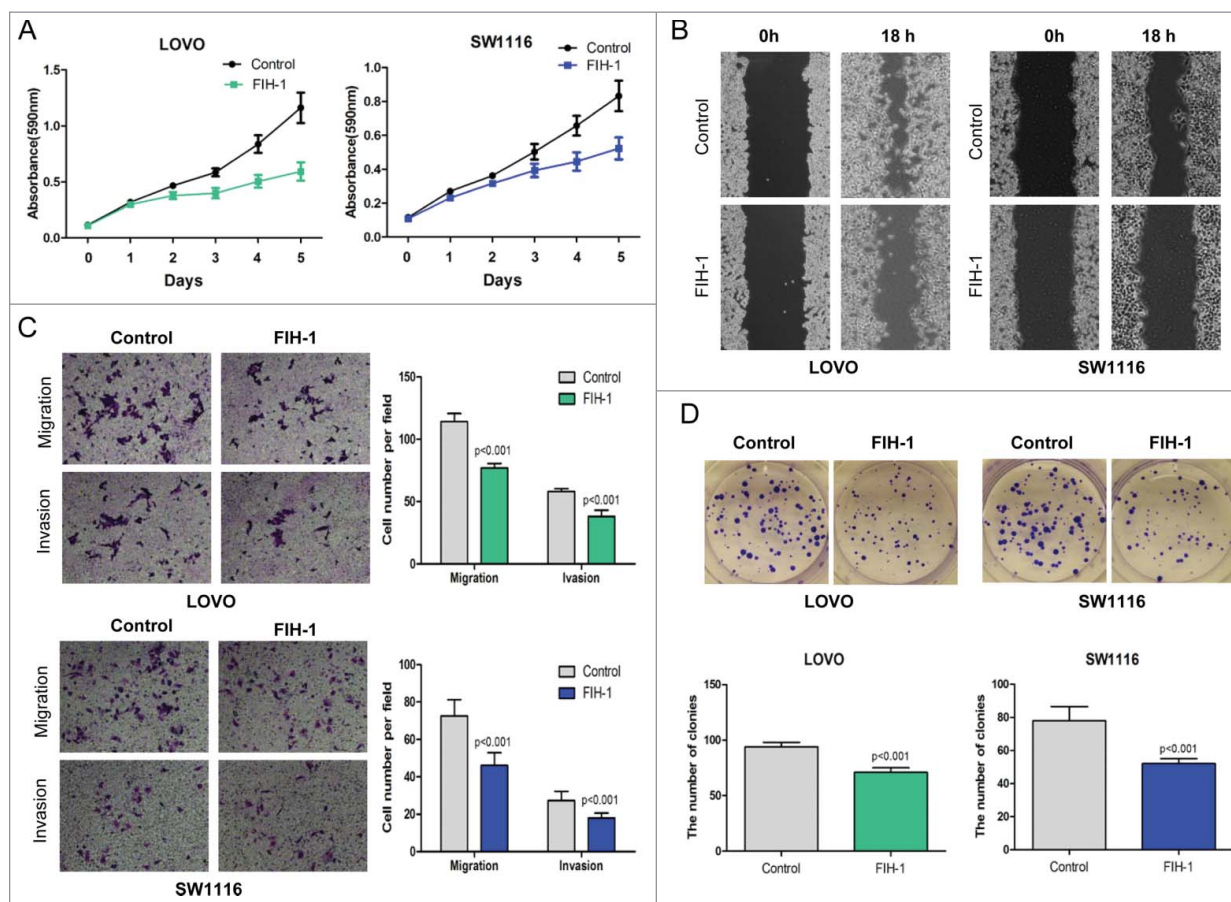 A
LOVO
Control
FIH-1
Absorbance(590nm)
1.5
1.0
0.5
0.0
0 1 2 3 4 5
Days
SW1116
Control
FIH-1
Absorbance(590nm)
1.0
0.8
0.6
0.4
0.2
0.0
0 1 2 3 4 5
Days
B
0h 18 h 0h 18 h
Control
Control
FIH-1
FIH-1
LOVO SW1116
C
Control FIH-1
Migration
Invasion
LOVO
Cell number per field
150
100
50
0
Control
FIH-1
p<0.001
p<0.001
Migration Ivasion
Control FIH-1
Migration
Invasion
SW1116
Cell number per field
80
60
40
20
0
Control
FIH-1
p<0.001
p<0.001
Migration Invasion
D
Control FIH-1 Control FIH-1
LOVO SW1116
LOVO
The number of clonies
150
100
50
0
p<0.001
Control FIH-1
SW1116
The number of clonies
100
80
60
40
20
0
p<0.001
Control FIH-1